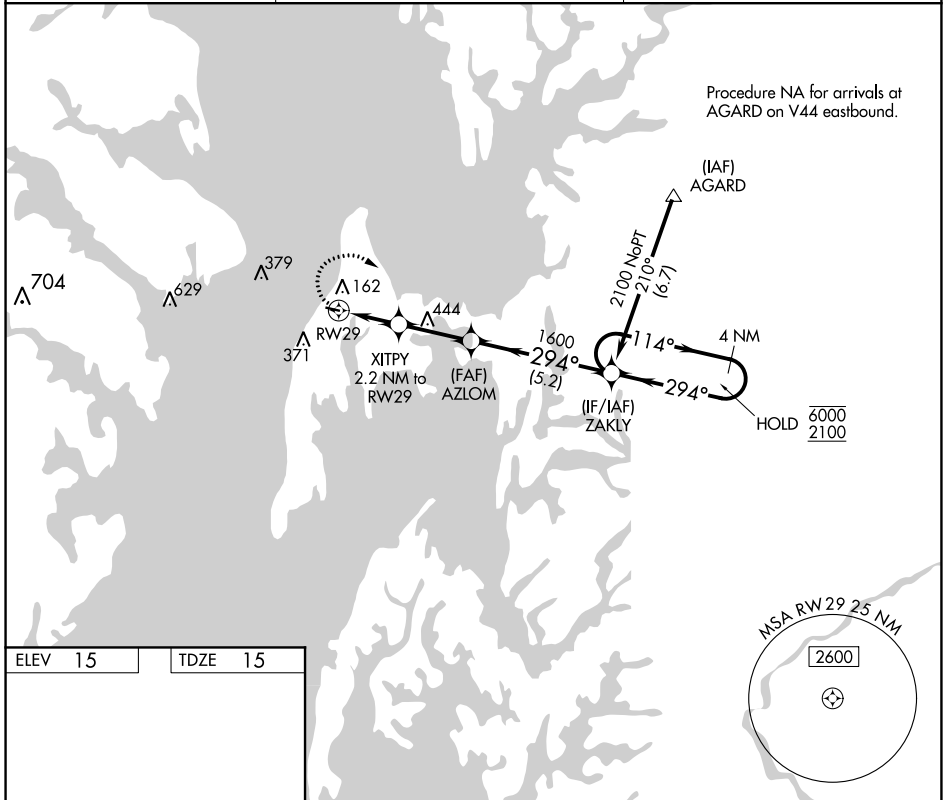 Procedure NA for arrivals at
AGARD on V44 eastbound.
(IAF)
AGARD
2100 NoPT
210°
(6.7)
379
704
629
162
444
RW29
371
XITPY
2.2 NM to
RW29
(FAF)
AZLOM
1600
294°
(5.2)
114°
4 NM
294°
(IF/IAF)
ZAKLY
HOLD
6000
2100
MSA RW29 25 NM
2600
ELEV 15
TDZE 15